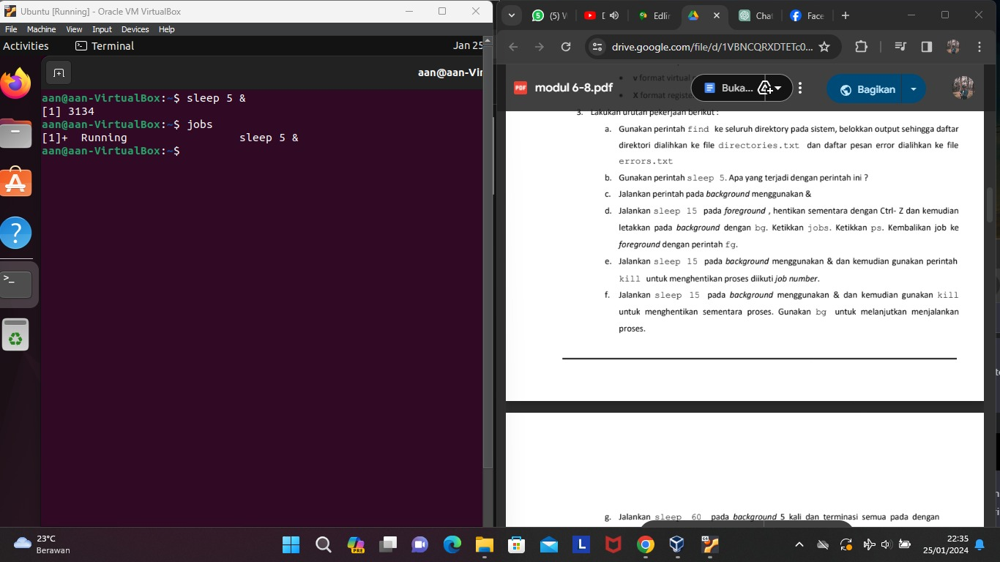 Ubuntu [Running] - Oracle VM VirtualBox
File Machine View Input Devices Help
Activities
Terminal
Jan 25
aan@aan-Vir
aan@aan-VirtualBox:~$ sleep 5 &
[1] 3134
aan@aan-VirtualBox:~$ jobs
[1]+ Running sleep 5 &
aan@aan-VirtualBox:~$
(5) W
Edlin
Chat
Face
drive.google.com/file/d/1VBNCQRXDTETc0...
PDF modul 6-8.pdf
Buka...
Bagikan
v format virtual
X format registe
3. Lakukan urutan pekerjaan berikut :
a. Gunakan perintah find ke seluruh direktory pada sistem, belokkan output sehingga daftar
direktori dialihkan ke file directories.txt dan daftar pesan error dialihkan ke file
errors.txt
b. Gunakan perintah sleep 5. Apa yang terjadi dengan perintah ini ?
c. Jalankan perintah pada background menggunakan &
d. Jalankan sleep 15 pada foreground , hentikan sementara dengan Ctrl- Z dan kemudian
letakkan pada background dengan bg. Ketikkan jobs. Ketikkan ps. Kembalikan job ke
foreground dengan perintah fg.
e. Jalankan sleep 15 pada background menggunakan & dan kemudian gunakan perintah
kill untuk menghentikan proses diikuti job number.
f. Jalankan sleep 15 pada background menggunakan & dan kemudian gunakan kill
untuk menghentikan sementara proses. Gunakan bg untuk melanjutkan menjalankan
proses.
g. Jalankan sleep 60 pada background 5 kali dan terminasi semua pada dengan
23°C
Berawan
PRE
L
22:35
25/01/2024